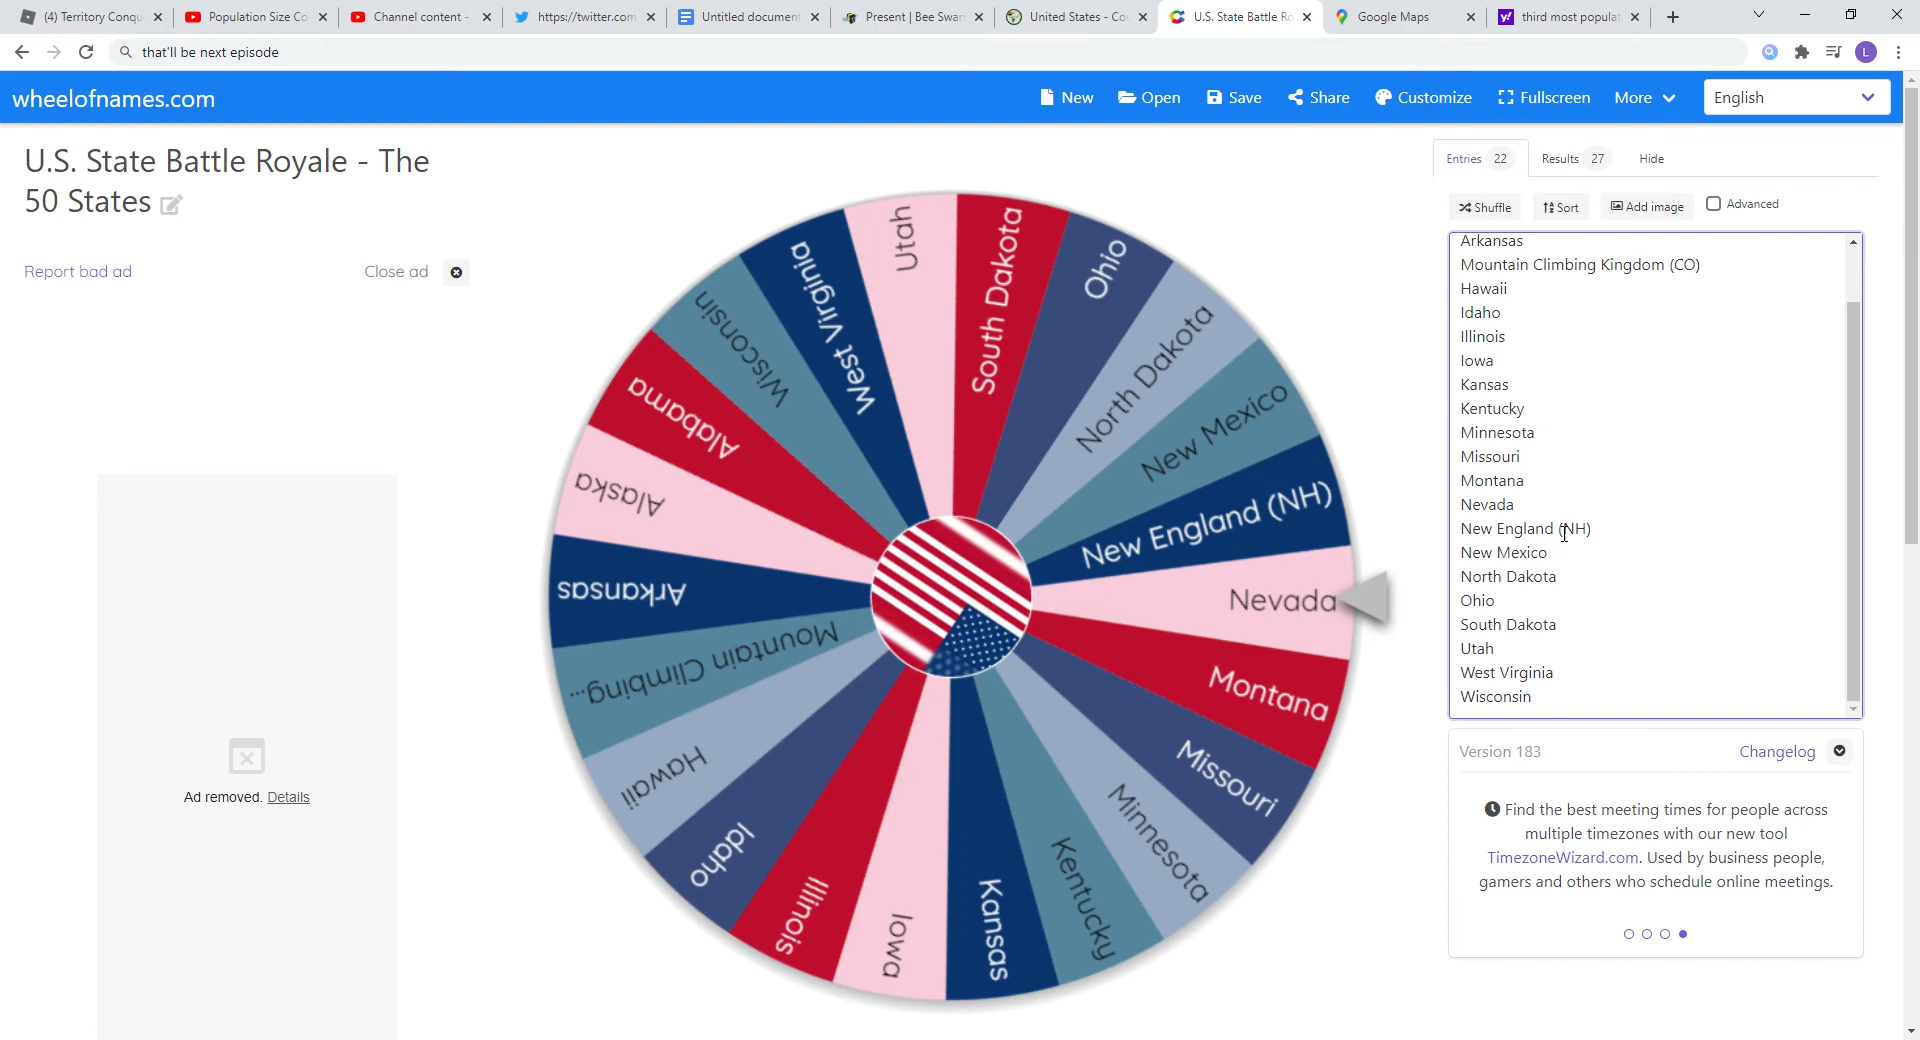 (4) Territory Conqu
Population Size Co
Channel content -
https://twitter.com
Untitled document
Present | Bee Swar
United States - Co
U.S. State Battle Ro
Google Maps
third most populat
that'll be next episode
L
wheelofnames.com
New
Open
Save
Share
Customize
Fullscreen
More
English
U.S. State Battle Royale - The
50 States
Report bad ad
Close ad
Ad removed. Details
Utah
South Dakota
Ohio
North Dakota
New Mexico
New England (NH)
Nevada
Montana
Missouri
Minnesota
Kentucky
Kansas
Iowa
Illinois
Idaho
Hawaii
Mountain Climbing...
Arkansas
Alaska
Alabama
Wisconsin
West Virginia
Entries 22
Results 27
Hide
Shuffle
Sort
Add image
Advanced
Arkansas
Mountain Climbing Kingdom (CO)
Hawaii
Idaho
Illinois
Iowa
Kansas
Kentucky
Minnesota
Missouri
Montana
Nevada
New England (NH)
New Mexico
North Dakota
Ohio
South Dakota
Utah
West Virginia
Wisconsin
Version 183
Changelog
Find the best meeting times for people across
multiple timezones with our new tool
TimezoneWizard.com. Used by business people,
gamers and others who schedule online meetings.